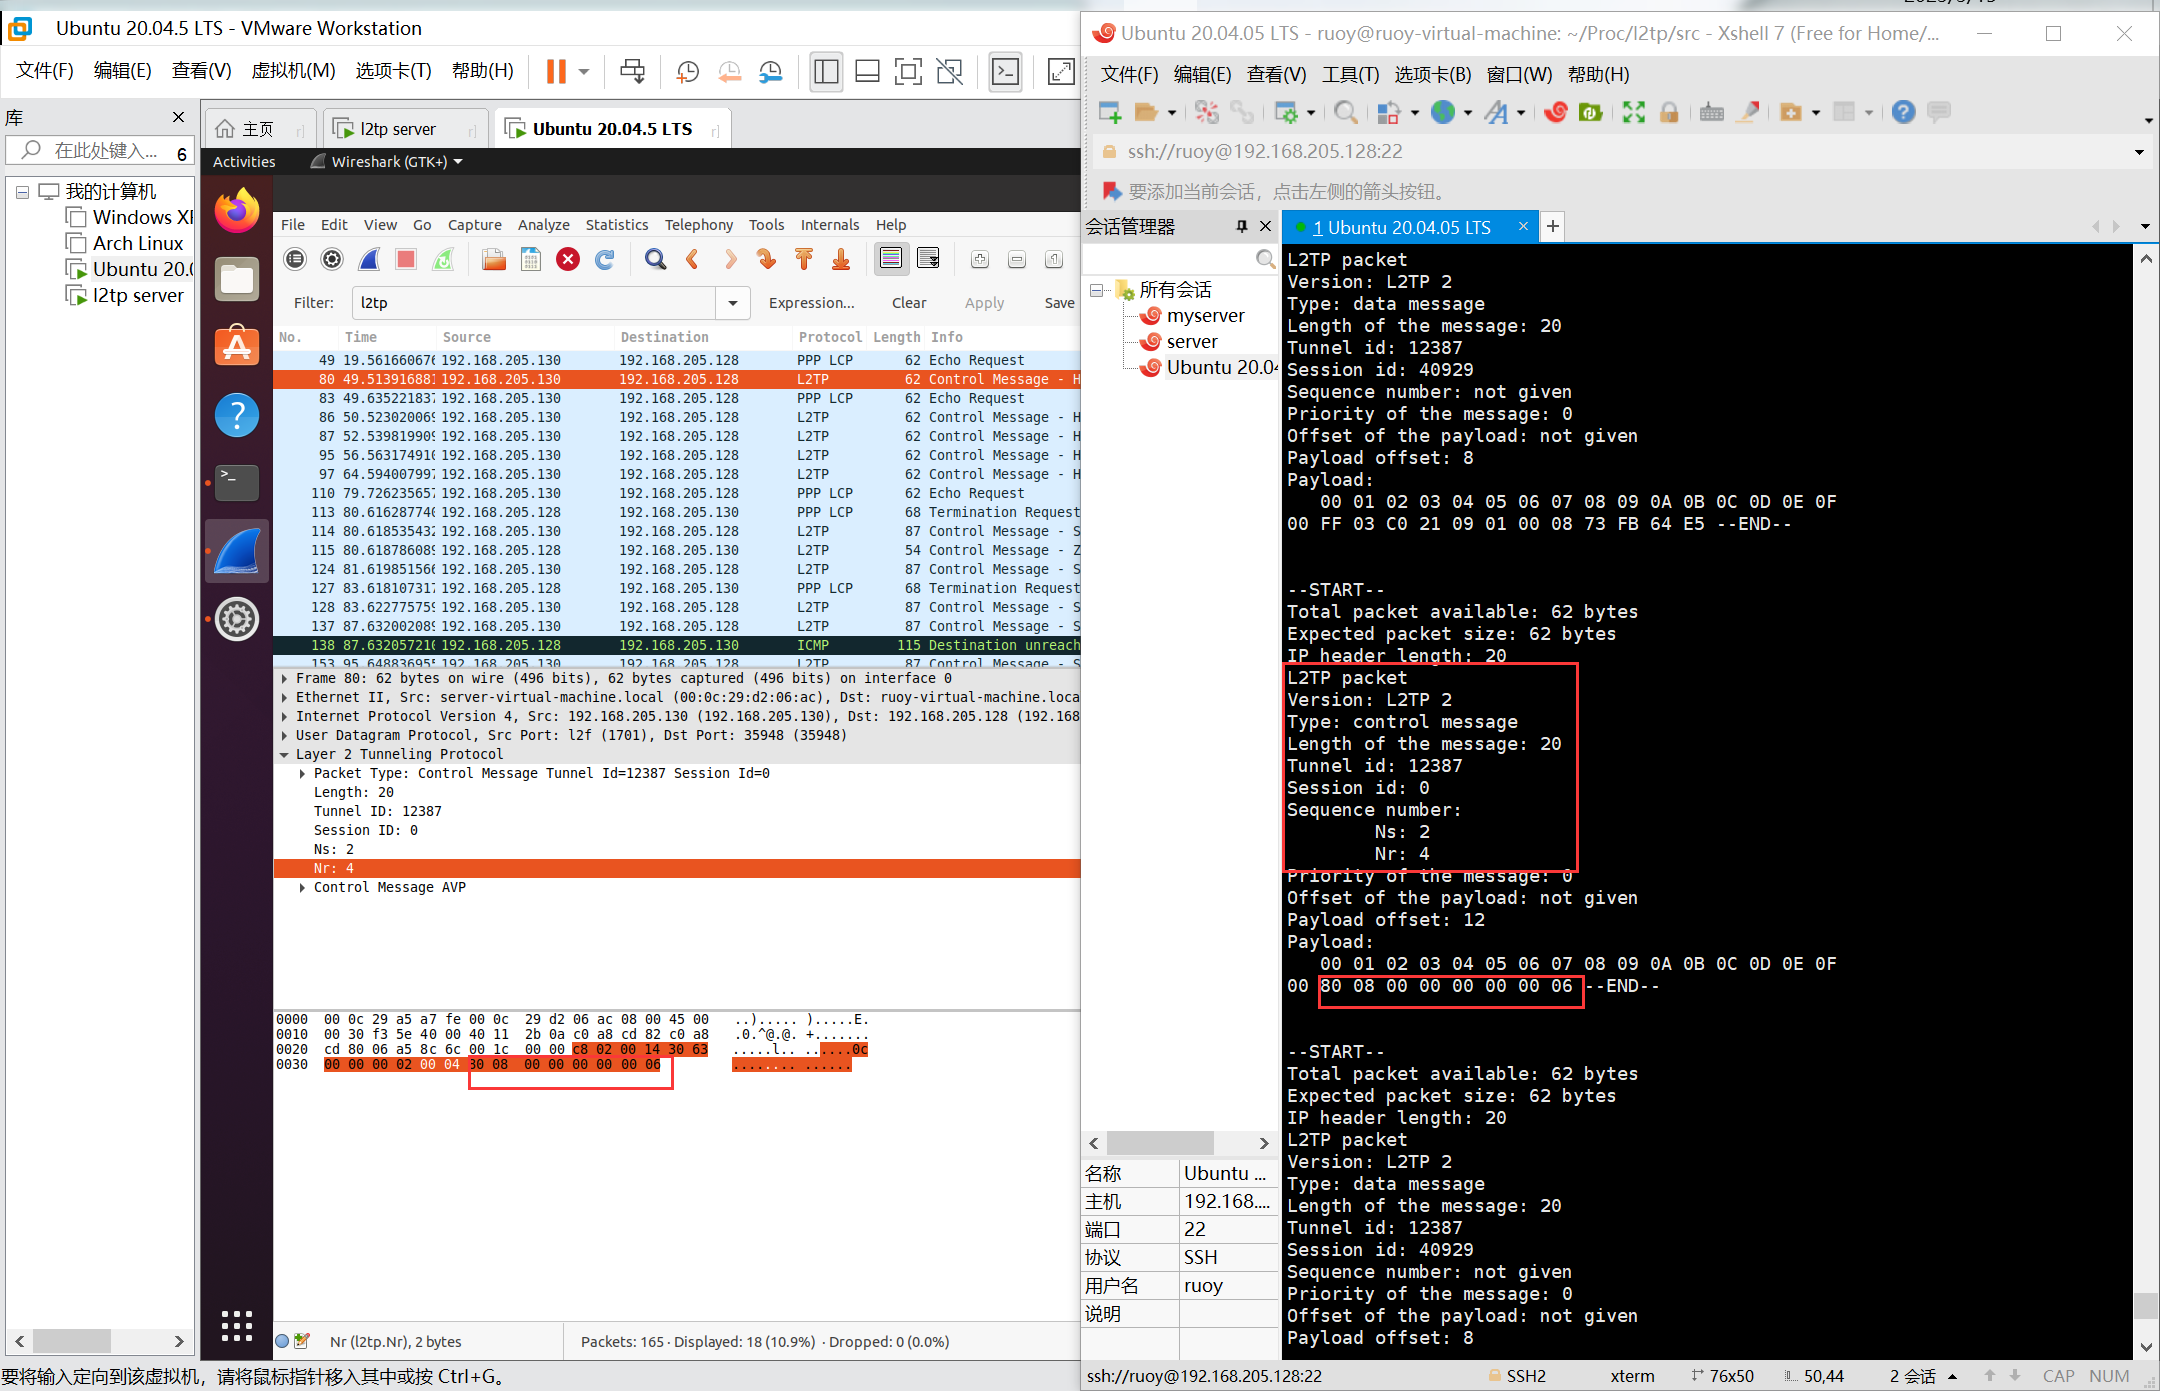 Ubuntu 20.04.5 LTS - VMware Workstation
文件(F) 编辑(E) 查看(V) 虚拟机(M) 选项卡(T) 帮助(H)
库
在此处键入... 6
我的计算机
Windows XP
Arch Linux
Ubuntu 20.0
l2tp server
主页
l2tp server
Ubuntu 20.04.5 LTS
Activities
Wireshark (GTK+)
File Edit View Go Capture Analyze Statistics Telephony Tools Internals Help
Filter: l2tp Expression... Clear Apply Save
No. Time Source Destination Protocol Length Info
49 19.561660676 192.168.205.130 192.168.205.128 PPP LCP 62 Echo Request
80 49.513916881 192.168.205.130 192.168.205.128 L2TP 62 Control Message - H
83 49.635221837 192.168.205.130 192.168.205.128 PPP LCP 62 Echo Request
86 50.523020069 192.168.205.130 192.168.205.128 L2TP 62 Control Message - H
87 52.539819909 192.168.205.130 192.168.205.128 L2TP 62 Control Message - H
95 56.563174910 192.168.205.130 192.168.205.128 L2TP 62 Control Message - H
97 64.594007997 192.168.205.130 192.168.205.128 L2TP 62 Control Message - H
110 79.726235657 192.168.205.130 192.168.205.128 PPP LCP 62 Echo Request
113 80.616287740 192.168.205.130 192.168.205.128 PPP LCP 68 Termination Request
114 80.618535432 192.168.205.130 192.168.205.128 L2TP 87 Control Message - S
115 80.618786089 192.168.205.128 192.168.205.130 L2TP 54 Control Message - Z
124 81.619851566 192.168.205.130 192.168.205.128 L2TP 87 Control Message - S
127 83.618107317 192.168.205.130 192.168.205.128 PPP LCP 68 Termination Request
128 83.622775759 192.168.205.130 192.168.205.128 L2TP 87 Control Message - S
137 87.632002089 192.168.205.130 192.168.205.128 L2TP 87 Control Message - S
138 87.632057210 192.168.205.128 192.168.205.130 ICMP 115 Destination unreach
153 95.648836955 192.168.205.130 192.168.205.128 L2TP 87 Control Message - S
Frame 80: 62 bytes on wire (496 bits), 62 bytes captured (496 bits) on interface 0
Ethernet II, Src: server-virtual-machine.local (00:0c:29:d2:06:ac), Dst: ruoy-virtual-machine.loca
Internet Protocol Version 4, Src: 192.168.205.130 (192.168.205.130), Dst: 192.168.205.128 (192.168
User Datagram Protocol, Src Port: l2f (1701), Dst Port: 35948 (35948)
Layer 2 Tunneling Protocol
Packet Type: Control Message Tunnel Id=12387 Session Id=0
Length: 20
Tunnel ID: 12387
Session ID: 0
Ns: 2
Nr: 4
Control Message AVP
0000 00 0c 29 a5 a7 fe 00 0c 29 d2 06 ac 08 00 45 00 ..)..... ).....E.
0010 00 30 f3 5e 40 00 40 11 2b 0a c0 a8 cd 82 c0 a8 .0.^@.@. +.......
0020 cd 80 06 a5 8c 6c 00 1c 00 00 c8 02 00 14 30 63 .....l.. ......0c
0030 00 00 00 02 00 04 80 08 00 00 00 00 00 06 ........ ......
Nr (l2tp.Nr), 2 bytes
Packets: 165 · Displayed: 18 (10.9%) · Dropped: 0 (0.0%)
要将输入定向到该虚拟机，请将鼠标指针移入其中或按 Ctrl+G。
Ubuntu 20.04.05 LTS - ruoy@ruoy-virtual-machine: ~/Proc/l2tp/src - Xshell 7 (Free for Home/...
文件(F) 编辑(E) 查看(V) 工具(T) 选项卡(B) 窗口(W) 帮助(H)
ssh://ruoy@192.168.205.128:22
要添加当前会话，点击左侧的箭头按钮。
会话管理器
1 Ubuntu 20.04.05 LTS
所有会话
myserver
server
Ubuntu 20.04
名称 Ubuntu ...
主机 192.168....
端口 22
协议 SSH
用户名 ruoy
说明
L2TP packet
Version: L2TP 2
Type: data message
Length of the message: 20
Tunnel id: 12387
Session id: 40929
Sequence number: not given
Priority of the message: 0
Offset of the payload: not given
Payload offset: 8
Payload:
00 01 02 03 04 05 06 07 08 09 0A 0B 0C 0D 0E 0F
00 FF 03 C0 21 09 01 00 08 73 FB 64 E5 --END--
--START--
Total packet available: 62 bytes
Expected packet size: 62 bytes
IP header length: 20
L2TP packet
Version: L2TP 2
Type: control message
Length of the message: 20
Tunnel id: 12387
Session id: 0
Sequence number:
Ns: 2
Nr: 4
Priority of the message: 0
Offset of the payload: not given
Payload offset: 12
Payload:
00 01 02 03 04 05 06 07 08 09 0A 0B 0C 0D 0E 0F
00 80 08 00 00 00 00 00 06 --END--
--START--
Total packet available: 62 bytes
Expected packet size: 62 bytes
IP header length: 20
L2TP packet
Version: L2TP 2
Type: data message
Length of the message: 20
Tunnel id: 12387
Session id: 40929
Sequence number: not given
Priority of the message: 0
Offset of the payload: not given
Payload offset: 8
ssh://ruoy@192.168.205.128:22 SSH2 xterm 76x50 50,44 2 会话 CAP NUM